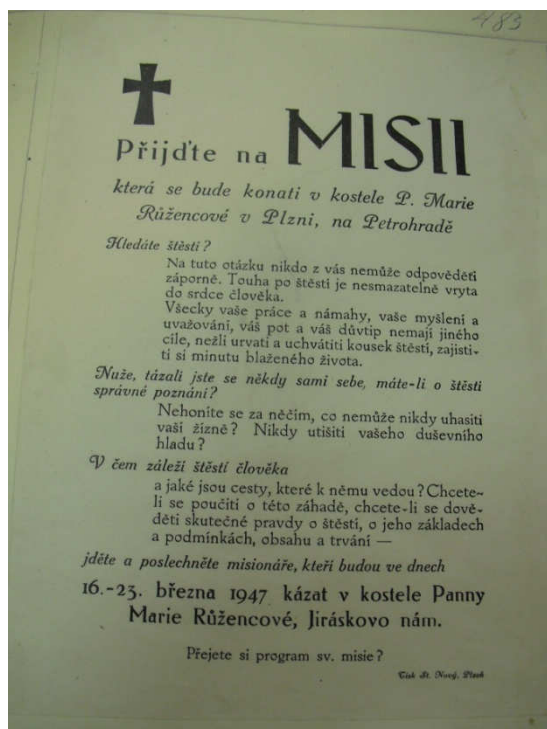 483
Přijďte na MISII
která se bude konati v kostele P. Marie
Růžencové v Plzni, na Petrohradě
Hledáte štěstí?
Na tuto otázku nikdo z vás nemůže odpověděti
záporně. Touha po štěstí je nesmazatelně vryta
do srdce člověka.
Všecky vaše práce a námahy, vaše myšlení a
uvažování, váš pot a váš důvtip nemají jiného
cíle, nežli urvati a uchvátiti kousek štěstí, zajisti-
ti si minutu blaženého života.
Nuže, tázali jste se někdy sami sebe, máte-li o štěstí
správné poznání?
Nehoníte se za něčím, co nemůže nikdy uhasiti
vaší žízně? Nikdy utišiti vašeho duševního
hladu?
V čem záleží štěstí člověka
a jaké jsou cesty, které k němu vedou? Chcete-
li se poučiti o této záhadě, chcete-li se dově-
děti skutečné pravdy o štěstí, o jeho základech
a podmínkách, obsahu a trvání —
jděte a poslechněte misionáře, kteří budou ve dnech
16.-23. března 1947 kázat v kostele Panny
Marie Růžencové, Jiráskovo nám.
Přejete si program sv. misie?
Tisk St. Nový, Plzeň